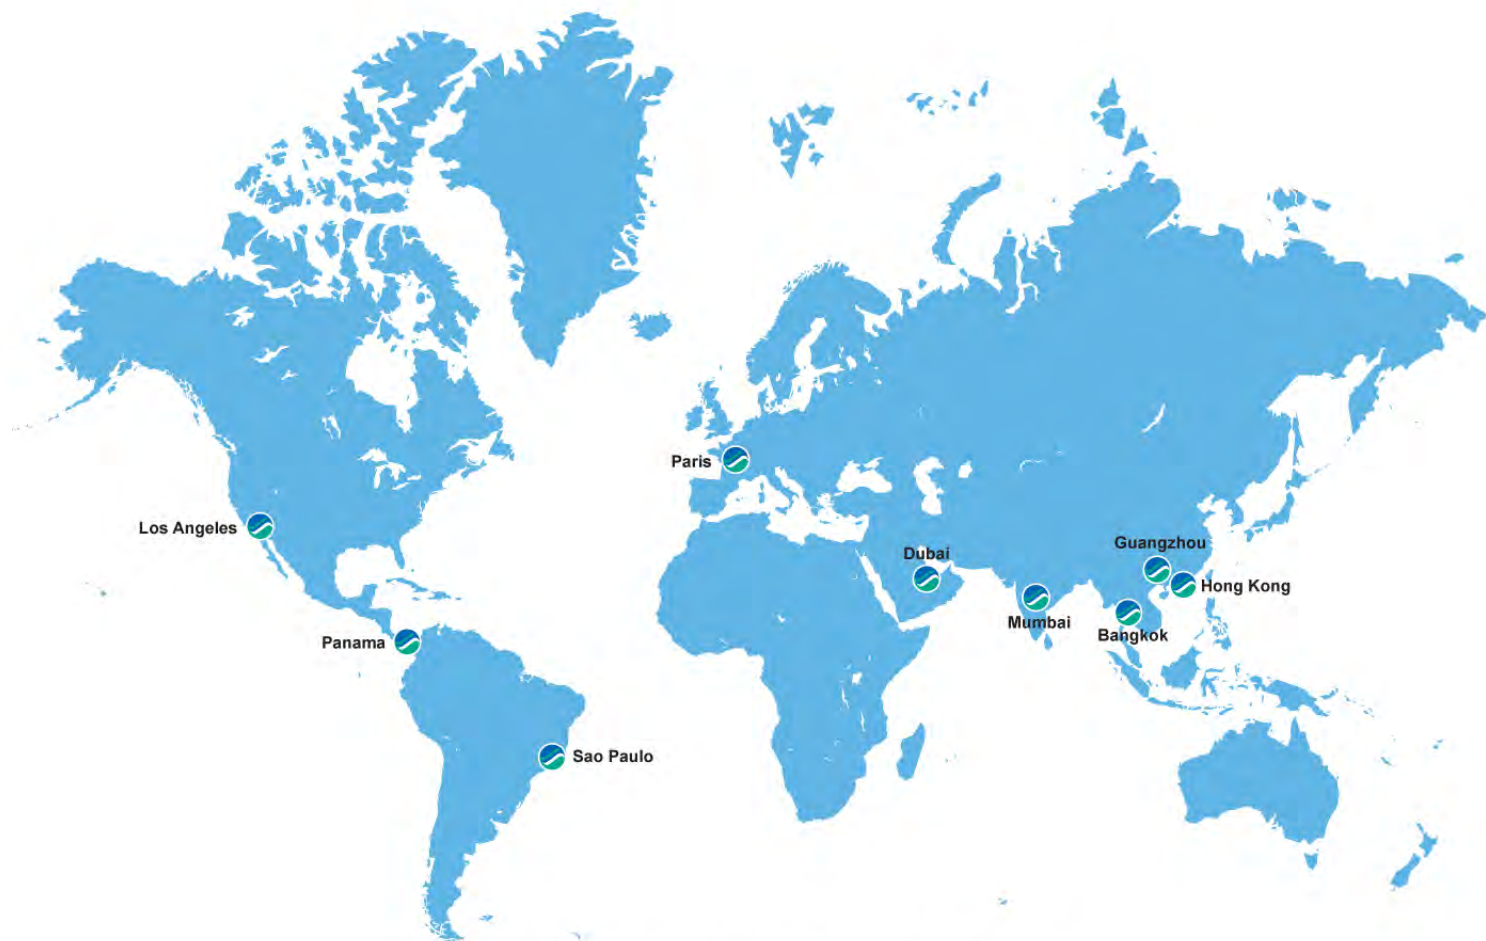 Paris
Los Angeles
Guangzhou
Dubai
Hong Kong
Mumbai
Bangkok
Panama
Sao Paulo